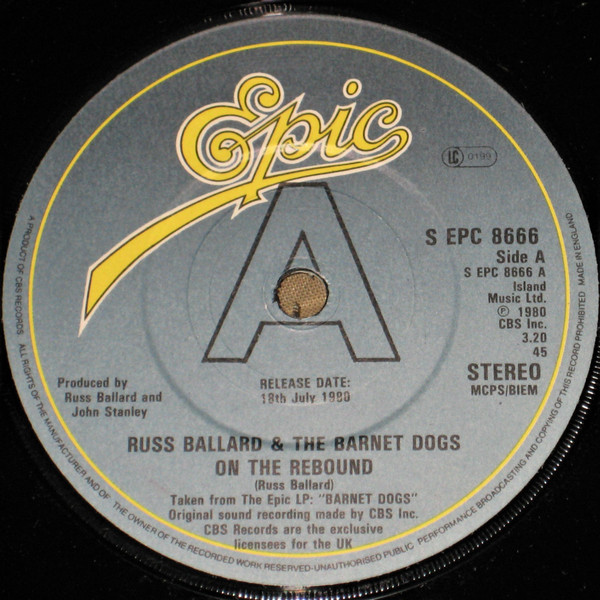 Epic
LC 0199
A
S EPC 8666
Side A
S EPC 8666 A
Island
Music Ltd.
℗ 1980
CBS Inc.
3.20
45
STEREO
MCPS/BIEM
Produced by
Russ Ballard and
John Stanley
RELEASE DATE:
18th July 1980
RUSS BALLARD & THE BARNET DOGS
ON THE REBOUND
(Russ Ballard)
Taken from The Epic LP: "BARNET DOGS"
Original sound recording made by CBS Inc.
CBS Records are the exclusive
licensees for the UK
A PRODUCT OF CBS RECORDS ALL RIGHTS OF THE MANUFACTURER AND OF THE OWNER OF THE RECORDED WORK RESERVED-UNAUTHORISED PUBLIC PERFORMANCE BROADCASTING AND COPYING OF THIS RECORD PROHIBITED MADE IN ENGLAND